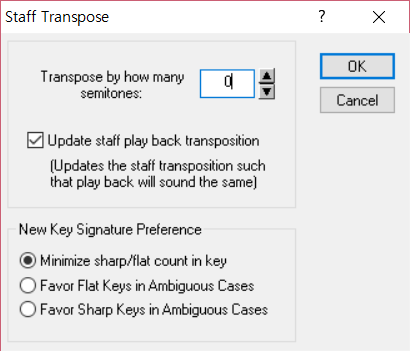 Staff Transpose
Transpose by how many
semitones:
0
OK
Cancel
Update staff play back transposition
(Updates the staff transposition such
that play back will sound the same)
New Key Signature Preference
Minimize sharp/flat count in key
Favor Flat Keys in Ambiguous Cases
Favor Sharp Keys in Ambiguous Cases